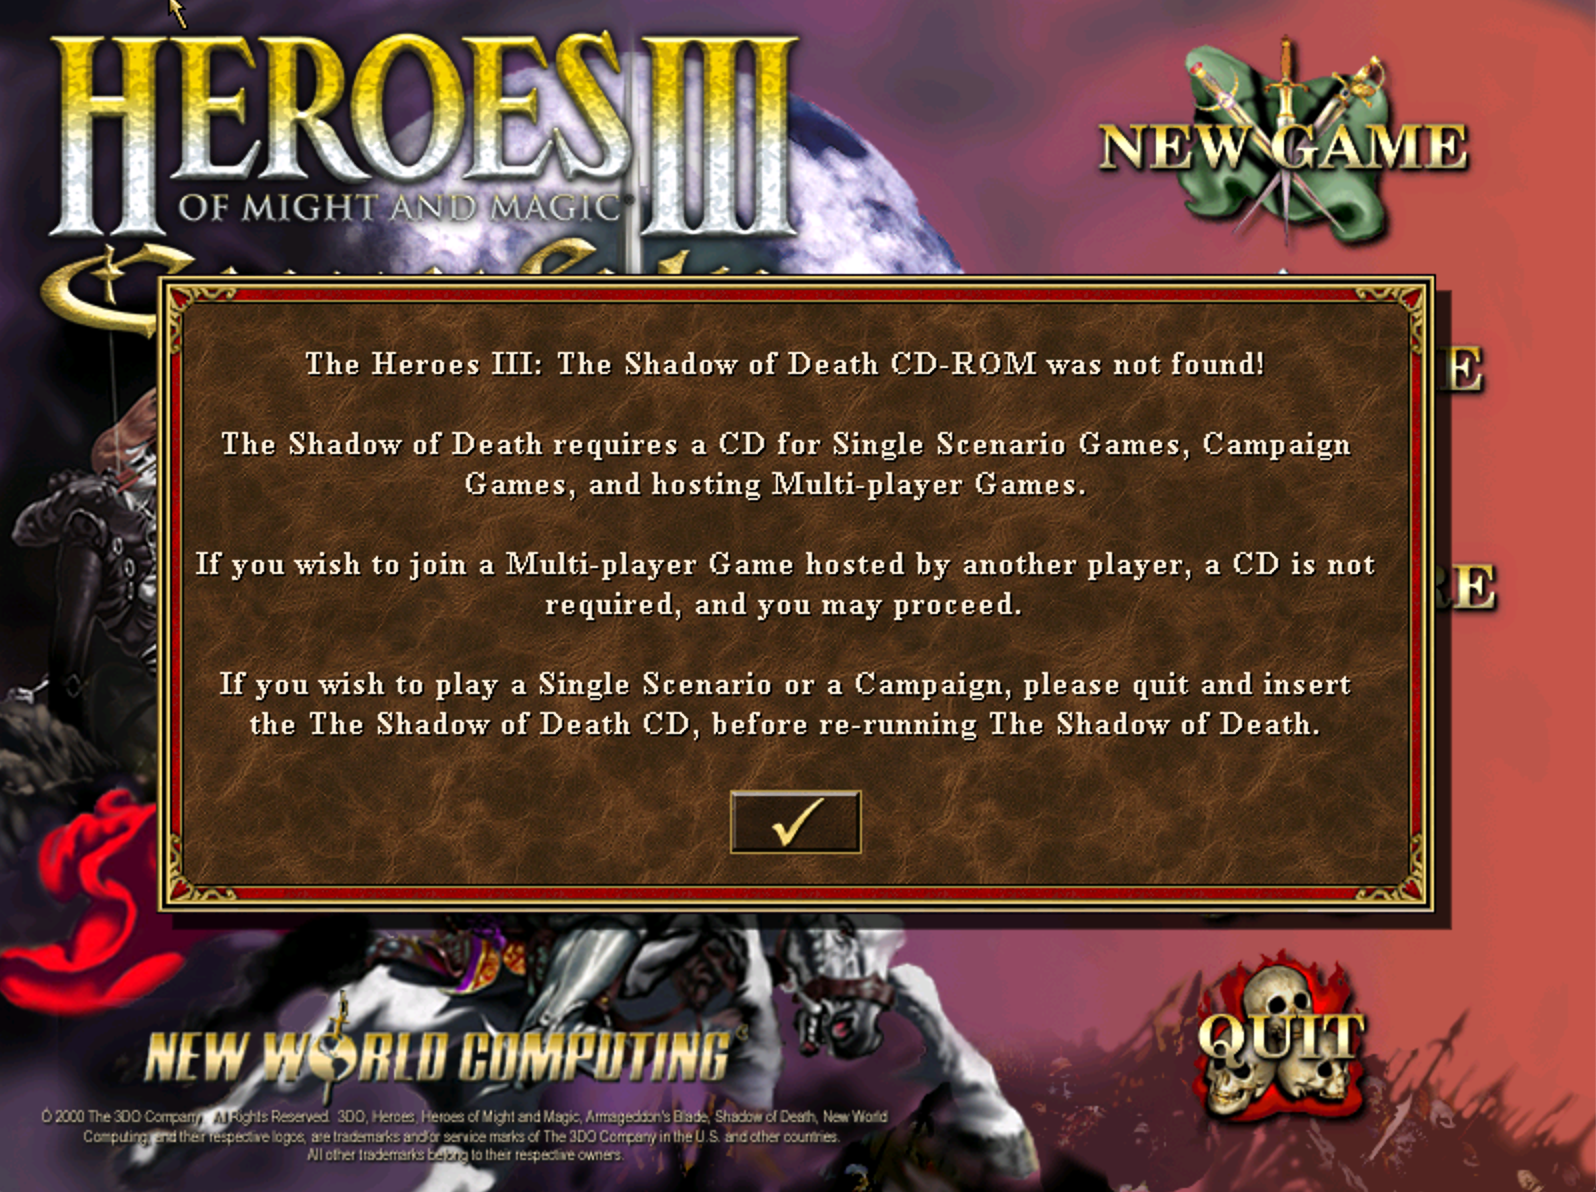 HEROES III
OF MIGHT AND MAGIC
NEW GAME
The Heroes III: The Shadow of Death CD-ROM was not found!
The Shadow of Death requires a CD for Single Scenario Games, Campaign
Games, and hosting Multi-player Games.
If you wish to join a Multi-player Game hosted by another player, a CD is not
required, and you may proceed.
If you wish to play a Single Scenario or a Campaign, please quit and insert
the The Shadow of Death CD, before re-running The Shadow of Death.
NEW WORLD COMPUTING
QUIT
© 2000 The 3DO Company. All Rights Reserved. 3DO, Heroes, Heroes of Might and Magic, Armageddon's Blade, Shadow of Death, New World
Computing, and their respective logos, are trademarks and/or service marks of The 3DO Company in the U.S. and other countries.
All other trademarks belong to their respective owners.